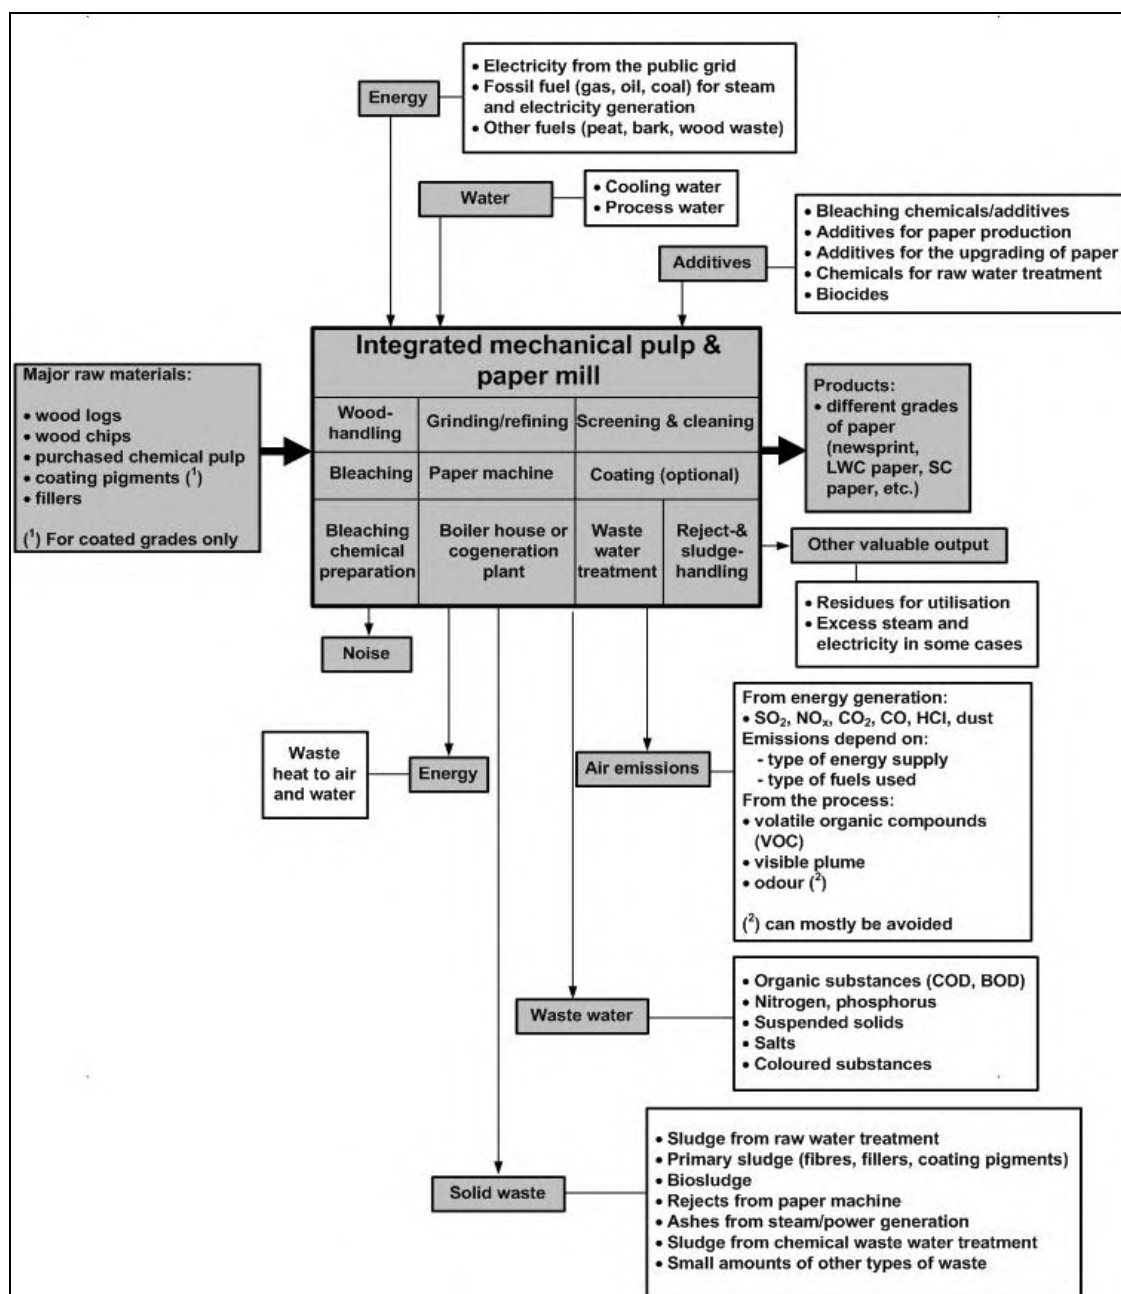 Energy
• Electricity from the public grid
• Fossil fuel (gas, oil, coal) for steam
and electricity generation
• Other fuels (peat, bark, wood waste)
Water
• Cooling water
• Process water
Additives
• Bleaching chemicals/additives
• Additives for paper production
• Additives for the upgrading of paper
• Chemicals for raw water treatment
• Biocides
Major raw materials:
• wood logs
• wood chips
• purchased chemical pulp
• coating pigments (¹)
• fillers
(¹) For coated grades only
Integrated mechanical pulp &
paper mill
Wood-
handling
Grinding/refining
Screening & cleaning
Bleaching
Paper machine
Coating (optional)
Bleaching
chemical
preparation
Boiler house or
cogeneration
plant
Waste
water
treatment
Reject-&
sludge-
handling
Products:
• different grades
of paper
(newsprint,
LWC paper, SC
paper, etc.)
Other valuable output
• Residues for utilisation
• Excess steam and
electricity in some cases
Noise
Waste
heat to air
and water
Energy
Air emissions
From energy generation:
• SO₂, NOₓ, CO₂, CO, HCl, dust
Emissions depend on:
- type of energy supply
- type of fuels used
From the process:
• volatile organic compounds
(VOC)
• visible plume
• odour (²)
(²) can mostly be avoided
Waste water
• Organic substances (COD, BOD)
• Nitrogen, phosphorus
• Suspended solids
• Salts
• Coloured substances
Solid waste
• Sludge from raw water treatment
• Primary sludge (fibres, fillers, coating pigments)
• Biosludge
• Rejects from paper machine
• Ashes from steam/power generation
• Sludge from chemical waste water treatment
• Small amounts of other types of waste